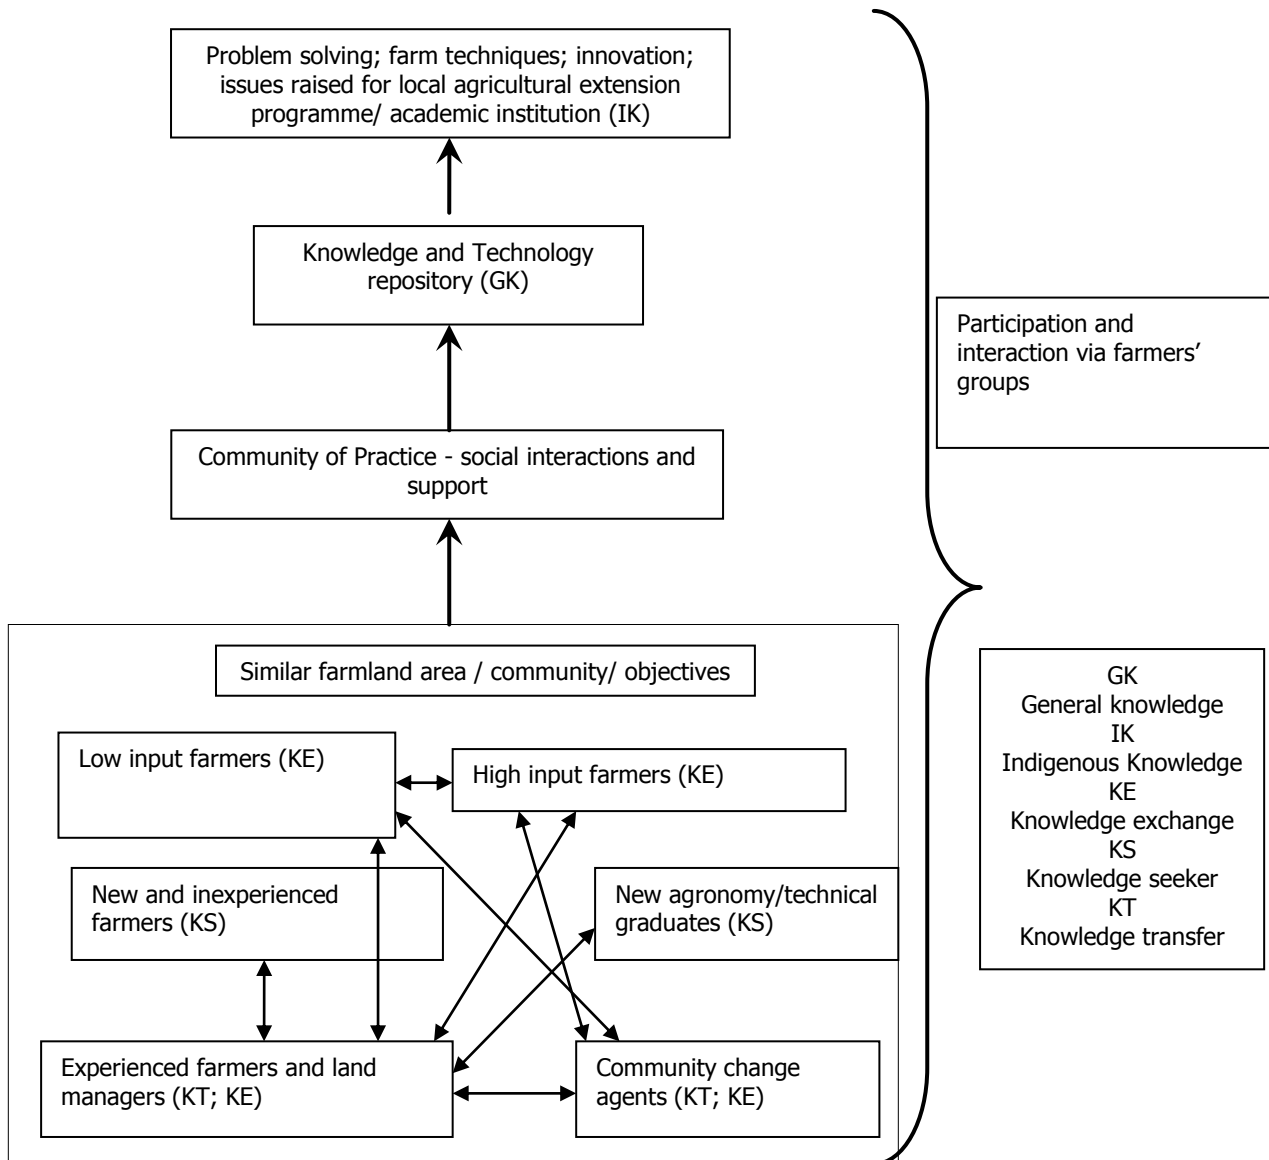 Problem solving; farm techniques; innovation;
issues raised for local agricultural extension
programme/ academic institution (IK)
Knowledge and Technology
repository (GK)
Participation and
interaction via farmers’
groups
Community of Practice - social interactions and
support
Similar farmland area / community/ objectives
Low input farmers (KE)
High input farmers (KE)
New and inexperienced
farmers (KS)
New agronomy/technical
graduates (KS)
Experienced farmers and land
managers (KT; KE)
Community change
agents (KT; KE)
GK
General knowledge
IK
Indigenous Knowledge
KE
Knowledge exchange
KS
Knowledge seeker
KT
Knowledge transfer